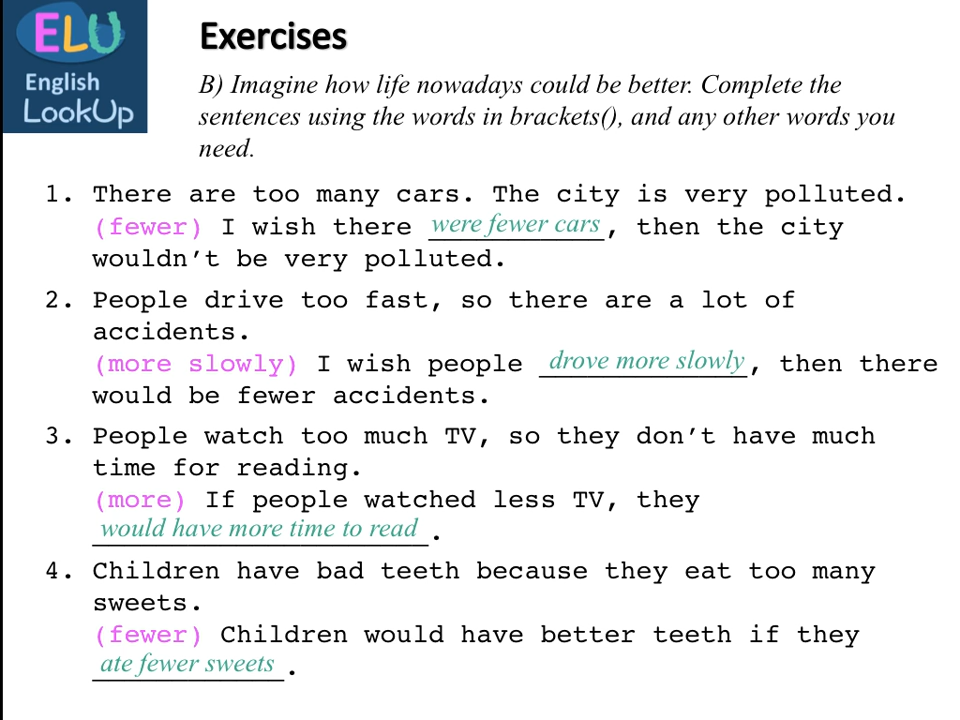 ELU
English
LookUp
Exercises
B) Imagine how life nowadays could be better. Complete the
sentences using the words in brackets(), and any other words you
need.
1. There are too many cars. The city is very polluted.
(fewer) I wish there were fewer cars, then the city
wouldn’t be very polluted.
2. People drive too fast, so there are a lot of
accidents.
(more slowly) I wish people drove more slowly, then there
would be fewer accidents.
3. People watch too much TV, so they don’t have much
time for reading.
(more) If people watched less TV, they
would have more time to read.
4. Children have bad teeth because they eat too many
sweets.
(fewer) Children would have better teeth if they
ate fewer sweets.